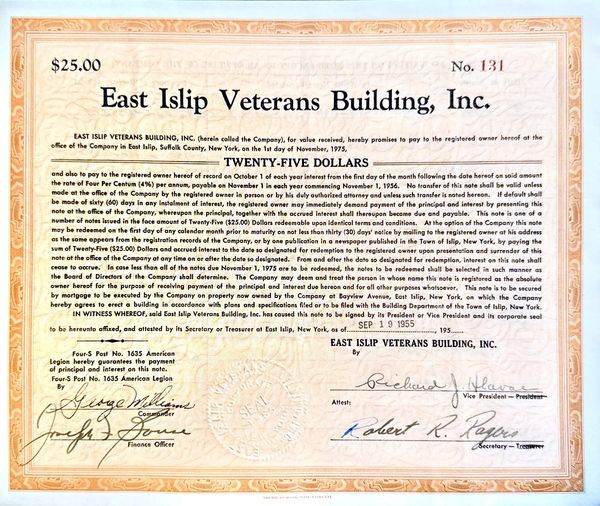 $25.00
No. 131
East Islip Veterans Building, Inc.
EAST ISLIP VETERANS BUILDING, INC. (herein called the Company), for value received, hereby promises to pay to the registered owner hereof at the
office of the Company in East Islip, Suffolk County, New York, on the 1st day of November, 1975,
TWENTY-FIVE DOLLARS
and also to pay to the registered owner hereof of record on October 1 of each year interest from the first day of the month following the date hereof on said amount
the rate of Four Per Centum (4%) per annum, payable on November 1 in each year commencing November 1, 1956. No transfer of this note shall be valid unless
made at the office of the Company by the registered owner in person or by his duly authorized attorney and unless such transfer is noted hereon. If default shall
be made of sixty (60) days in any instalment of interest, the registered owner may immediately demand payment of the principal and interest by presenting this
note at the office of the Company, whereupon the principal, together with the accrued interest shall thereupon become due and payable. This note is one of a
number of notes issued in the face amount of Twenty-Five ($25.00) Dollars redeemable upon identical terms and conditions. At the option of the Company this note
may be redeemed on the first day of any calendar month prior to maturity on not less than thirty (30) days' notice by mailing to the registered owner at his address
as the same appears from the registration records of the Company, or by one publication in a newspaper published in the Town of Islip, New York, by paying the
sum of Twenty-Five ($25.00) Dollars and accrued interest to the date so designated for redemption to the registered owner upon presentation and surrender of this
note at the office of the Company at any time on or after the date so designated. From and after the date so designated for redemption, interest on this note shall
cease to accrue. In case less than all of the notes due November 1, 1975 are to be redeemed, the notes to be redeemed shall be selected in such manner as
the Board of Directors of the Company shall determine. The Company may deem and treat the person in whose name this note is registered as the absolute
owner hereof for the purpose of receiving payment of the principal and interest due hereon and for all other purposes whatsoever. This note is to be secured
by mortgage to be executed by the Company on property now owned by the Company at Bayview Avenue, East Islip, New York, on which the Company
hereby agrees to erect a building in accordance with plans and specifications filed or to be filed with the Building Department of the Town of Islip, New York.
IN WITNESS WHEREOF, said East Islip Veterans Building, Inc. has caused this note to be signed by its President or Vice President and its corporate seal
to be hereunto affixed, and attested by its Secretary or Treasurer at East Islip, New York, as of SEP 19 1955, 195
Four-S Post No. 1635 American
Legion hereby guarantees the payment
of principal and interest on this note.
Four-S Post No. 1635 American Legion
By
George Williams
Commander
Joseph
Finance Officer
EAST ISLIP VETERANS BUILDING, INC.
By
Richard J. Havac
Vice President — President
Attest:
Robert R. Rogers
Secretary — Treasurer
AMERICAN BANK NOTE COMPANY